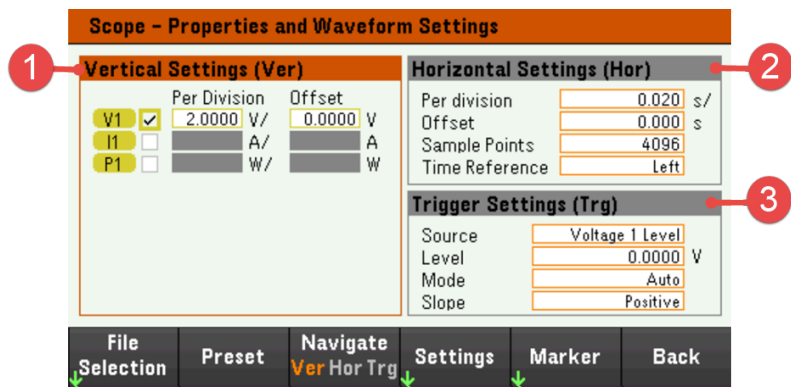 Scope - Properties and Waveform Settings
1
Vertical Settings (Ver)
Per Division Offset
V1 2.0000 V/ 0.0000 V
I1 A/ A
P1 W/ W
2
Horizontal Settings (Hor)
Per division 0.020 s/
Offset 0.000 s
Sample Points 4096
Time Reference Left
3
Trigger Settings (Trg)
Source Voltage 1 Level
Level 0.0000 V
Mode Auto
Slope Positive
File Selection
Preset
Navigate
Ver Hor Trg
Settings
Marker
Back